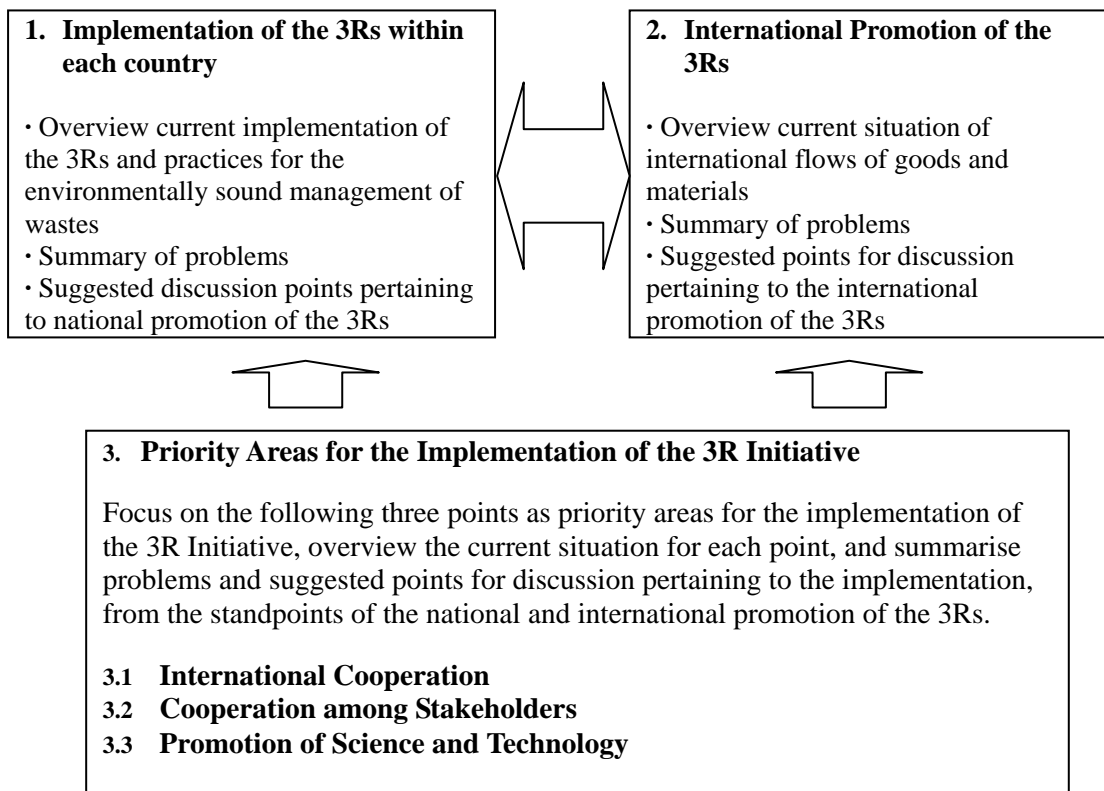 1. Implementation of the 3Rs within
each country
· Overview current implementation of
the 3Rs and practices for the
environmentally sound management of
wastes
· Summary of problems
· Suggested discussion points pertaining
to national promotion of the 3Rs
2. International Promotion of the
3Rs
· Overview current situation of
international flows of goods and
materials
· Summary of problems
· Suggested points for discussion
pertaining to the international
promotion of the 3Rs
3. Priority Areas for the Implementation of the 3R Initiative
Focus on the following three points as priority areas for the implementation of
the 3R Initiative, overview the current situation for each point, and summarise
problems and suggested points for discussion pertaining to the implementation,
from the standpoints of the national and international promotion of the 3Rs.
3.1 International Cooperation
3.2 Cooperation among Stakeholders
3.3 Promotion of Science and Technology